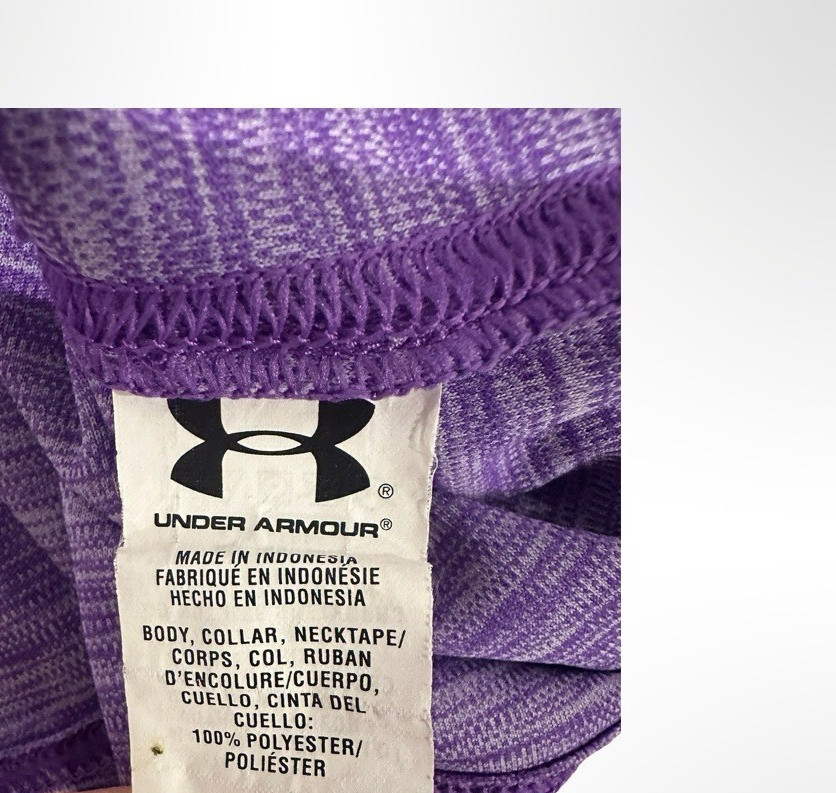 ®
UNDER ARMOUR®
MADE IN INDONESIA
FABRIQUÉ EN INDONÉSIE
HECHO EN INDONESIA
BODY, COLLAR, NECKTAPE/
CORPS, COL, RUBAN
D'ENCOLURE/CUERPO,
CUELLO, CINTA DEL
CUELLO:
100% POLYESTER/
POLIÉSTER